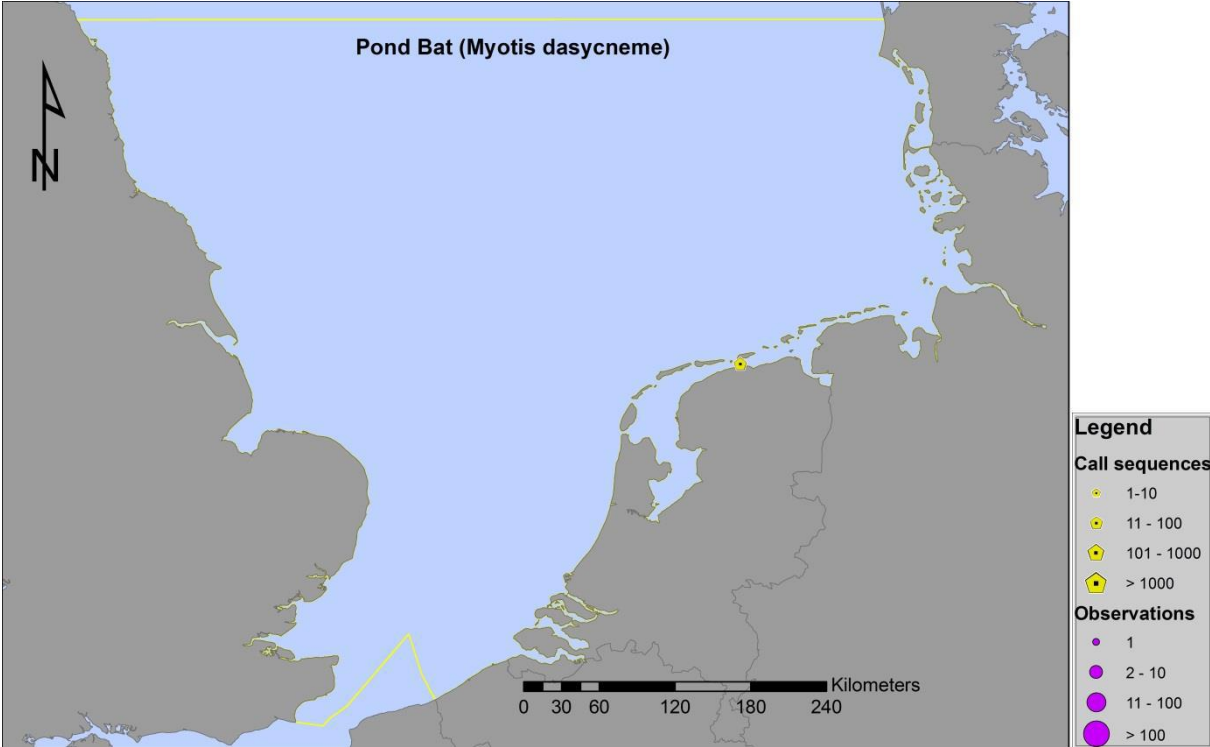 Pond Bat (Myotis dasycneme)
N
Kilometers
0 30 60 120 180 240
Legend
Call sequences
1-10
11 - 100
101 - 1000
> 1000
Observations
1
2 - 10
11 - 100
> 100